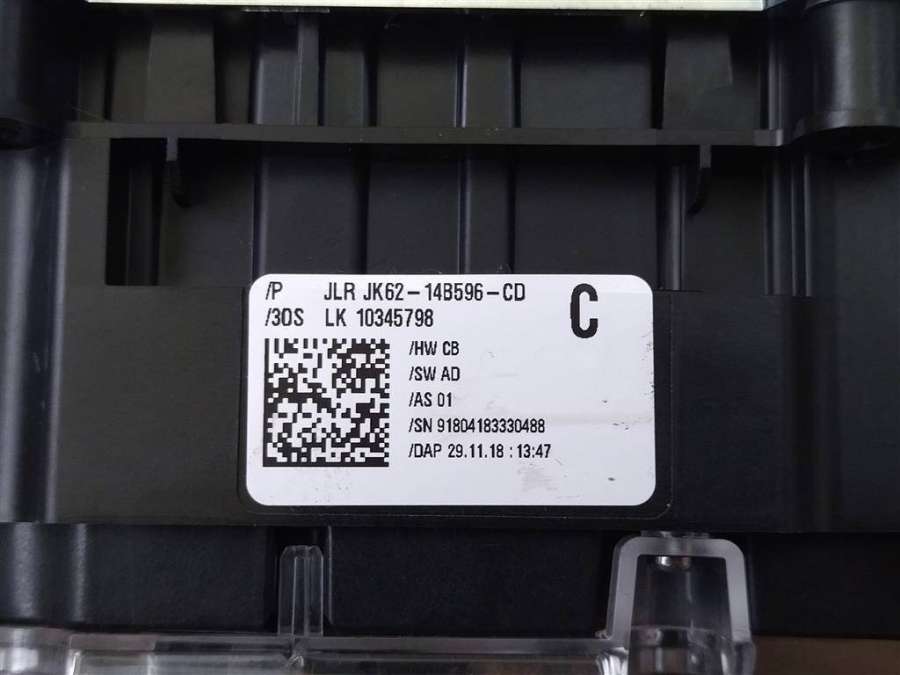 /P JLR JK62-14B596-CD
C
/30S LK 10345798
/HW CB
/SW AD
/AS 01
/SN 91804183330488
/DAP 29.11.18 : 13:47